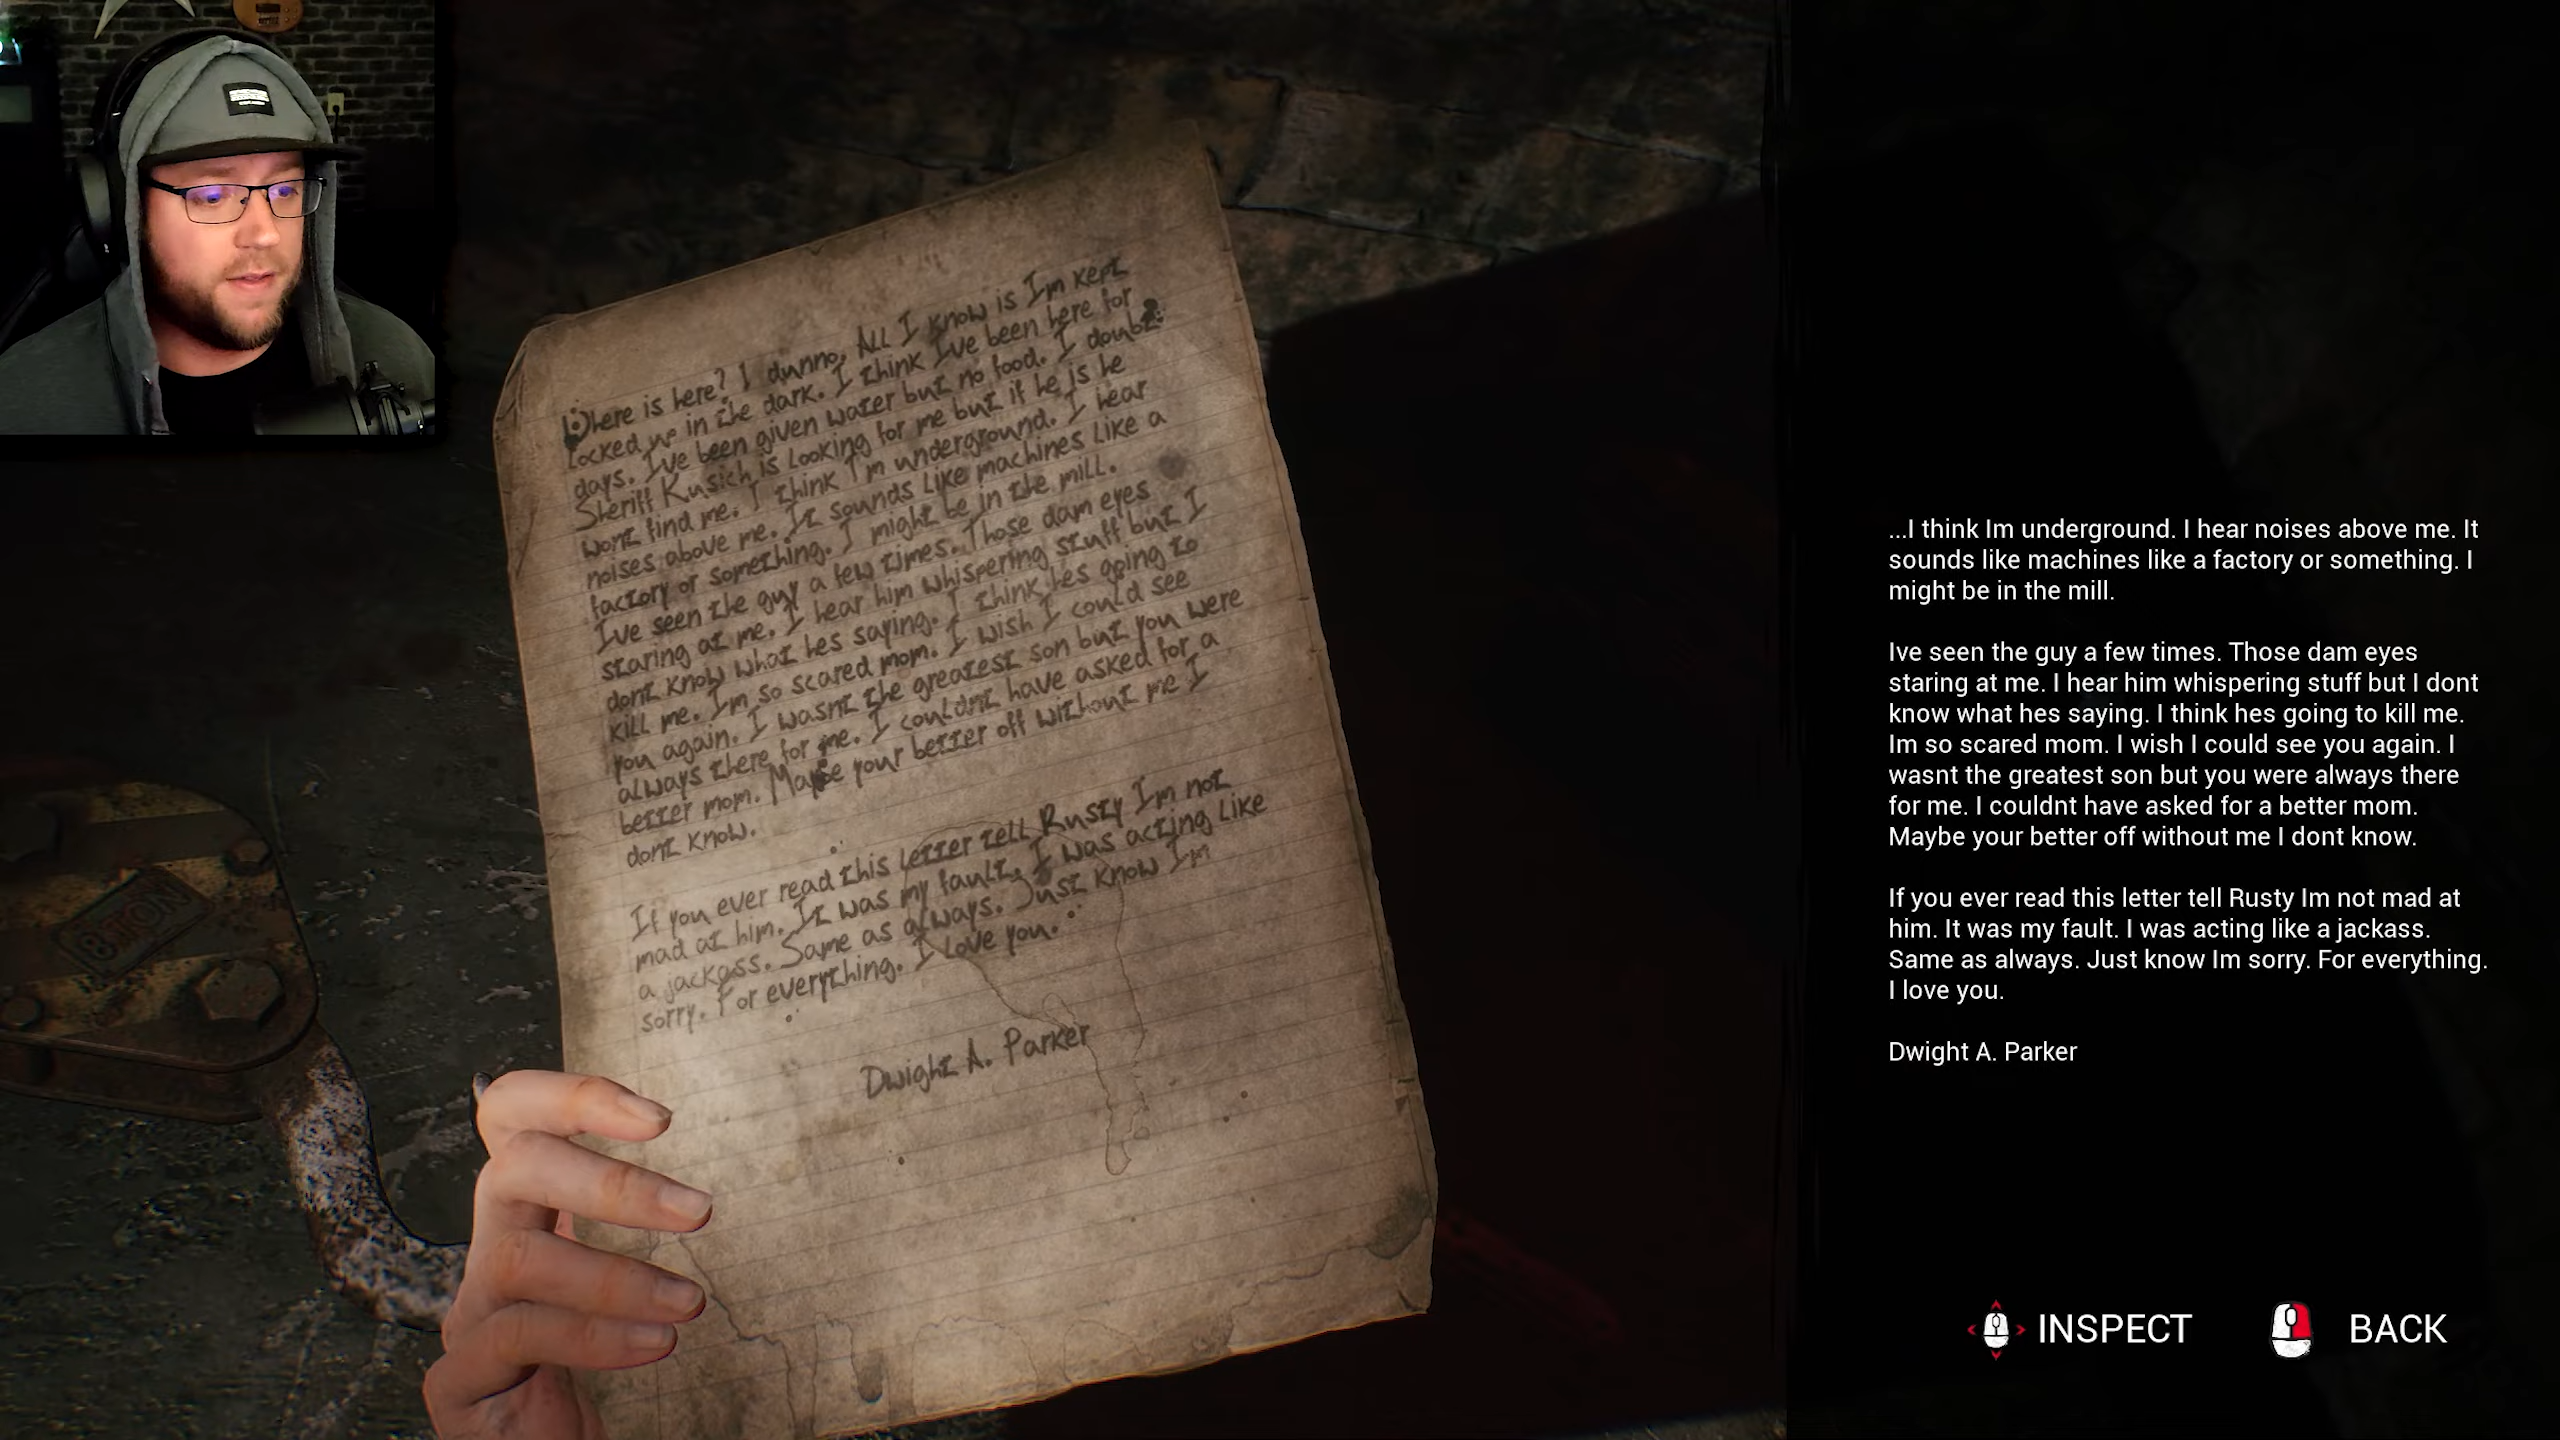 Where is here? I dunno. All I know is Im kept
locked up in the dark. I think Ive been here for
days. Ive been given water but no food. I doubt
Sheriff Kusich is looking for me but if he is he
wont find me. I think I'm underground. I hear
noises above me. It sounds like machines like a
factory or something. I might be in the mill.
Ive seen the guy a few times. Those dam eyes
staring at me. I hear him whispering stuff but I
dont know what hes saying. I think hes going to
kill me. Im so scared mom. I wish I could see
you again. I wasnt the greatest son but you were
always there for me. I couldnt have asked for a
better mom. Maybe your better off without me I
dont know.
If you ever read this letter tell Rusty Im not
mad at him. It was my fault. I was acting like
a jackass. Same as always. Just know Im
sorry. For everything. I love you.
Dwight A. Parker
8 TON
...I think Im underground. I hear noises above me. It
sounds like machines like a factory or something. I
might be in the mill.
Ive seen the guy a few times. Those dam eyes
staring at me. I hear him whispering stuff but I dont
know what hes saying. I think hes going to kill me.
Im so scared mom. I wish I could see you again. I
wasnt the greatest son but you were always there
for me. I couldnt have asked for a better mom.
Maybe your better off without me I dont know.
If you ever read this letter tell Rusty Im not mad at
him. It was my fault. I was acting like a jackass.
Same as always. Just know Im sorry. For everything.
I love you.
Dwight A. Parker
INSPECT
BACK